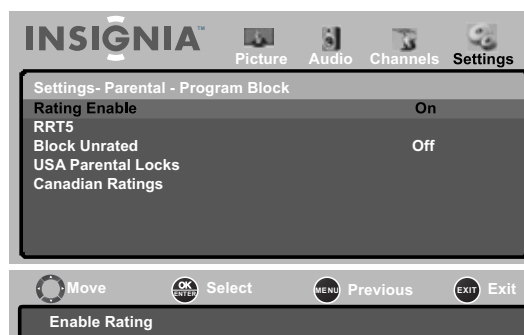 INSIGNIA™
Picture Audio Channels Settings
Settings- Parental - Program Block
Rating Enable On
RRT5
Block Unrated Off
USA Parental Locks
Canadian Ratings
Move OK ENTER Select MENU Previous EXIT Exit
Enable Rating